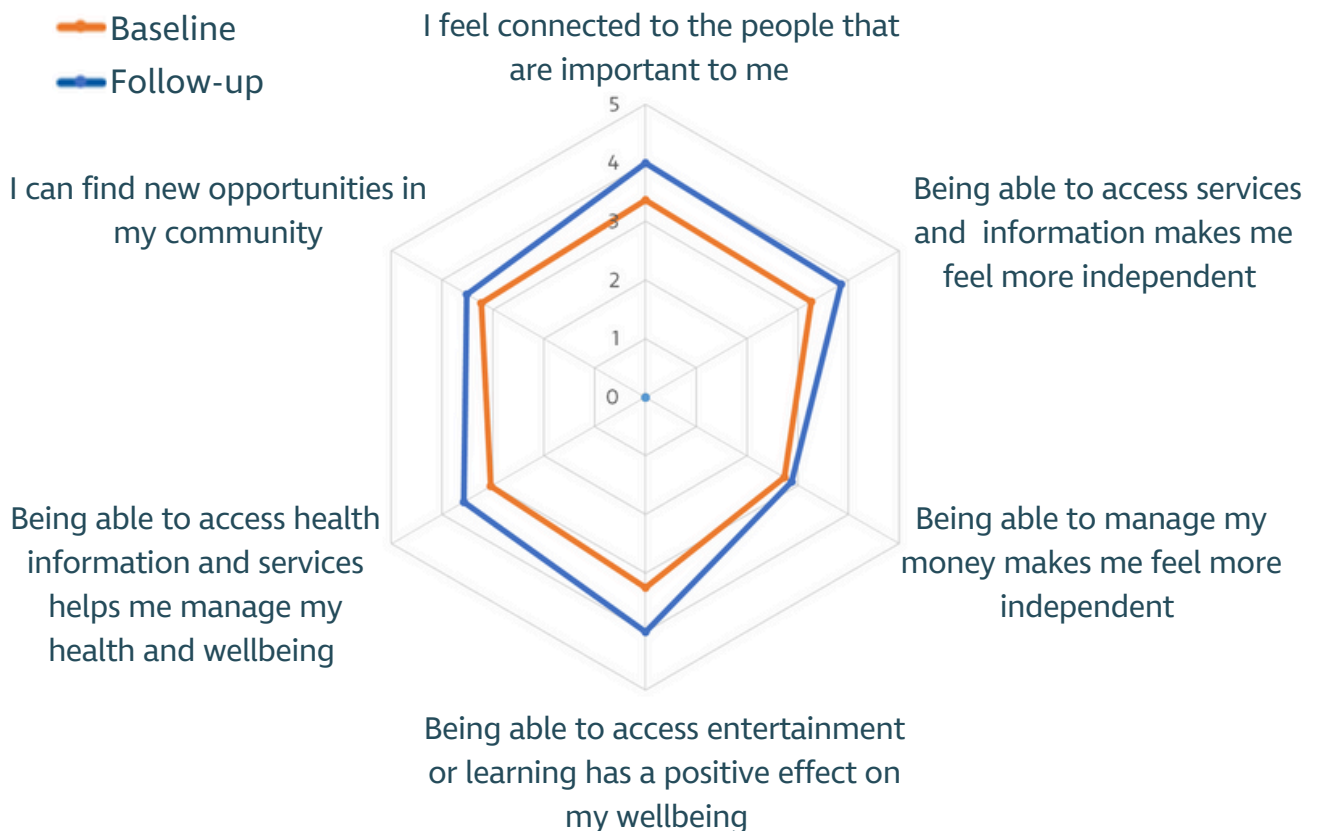 Baseline
Follow-up
I feel connected to the people that
are important to me
5
4
3
2
1
0
I can find new opportunities in
my community
Being able to access services
and  information makes me
feel more independent
Being able to access health
information and services
helps me manage my
health and wellbeing
Being able to manage my
money makes me feel more
independent
Being able to access entertainment
or learning has a positive effect on
my wellbeing